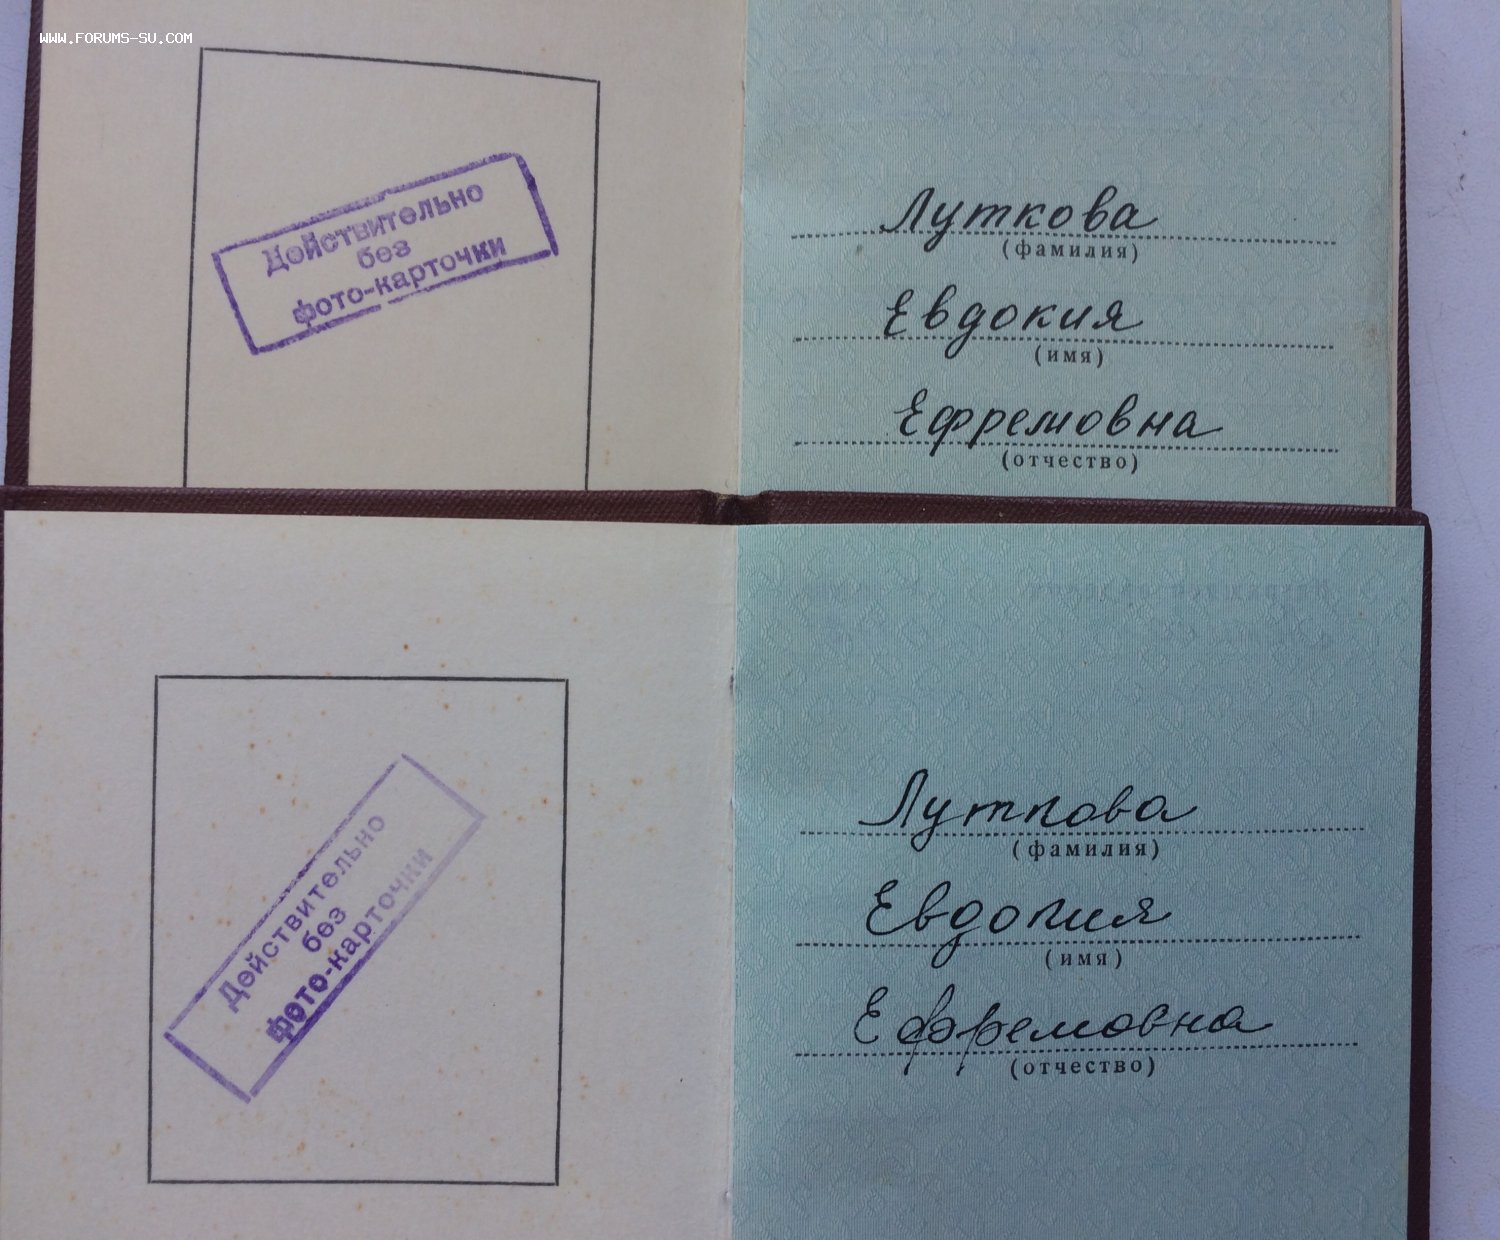 WWW.FORUMS-SU.COM
Действительно
без
фото-карточки
Луткова
(фамилия)
Евдокия
(имя)
Ефремовна
(отчество)
Действительно
без
фото-карточки
Луткова
(фамилия)
Евдокия
(имя)
Ефремовна
(отчество)